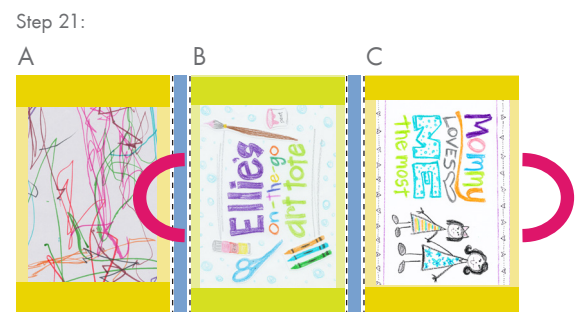 Step 21:
A
B
C
Ellie's
on-the-go
art tote
Mommy
LOVES
ME
the most